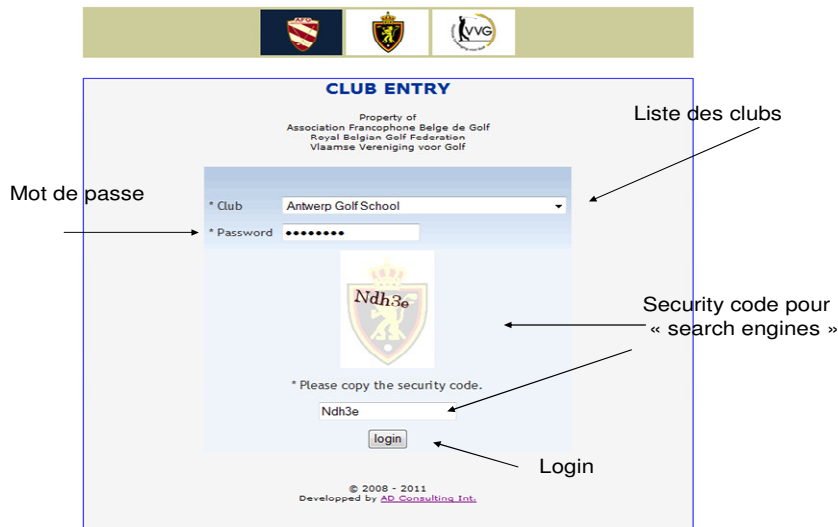 AFG
VVG
CLUB ENTRY
Property of
Association Francophone Belge de Golf
Royal Belgian Golf Federation
Vlaamse Vereniging voor Golf
Liste des clubs
Mot de passe
* Club Antwerp Golf School
* Password ••••••••
Ndh3e
Security code pour
« search engines »
* Please copy the security code.
Ndh3e
login
Login
© 2008 - 2011
Developped by AD Consulting Int.